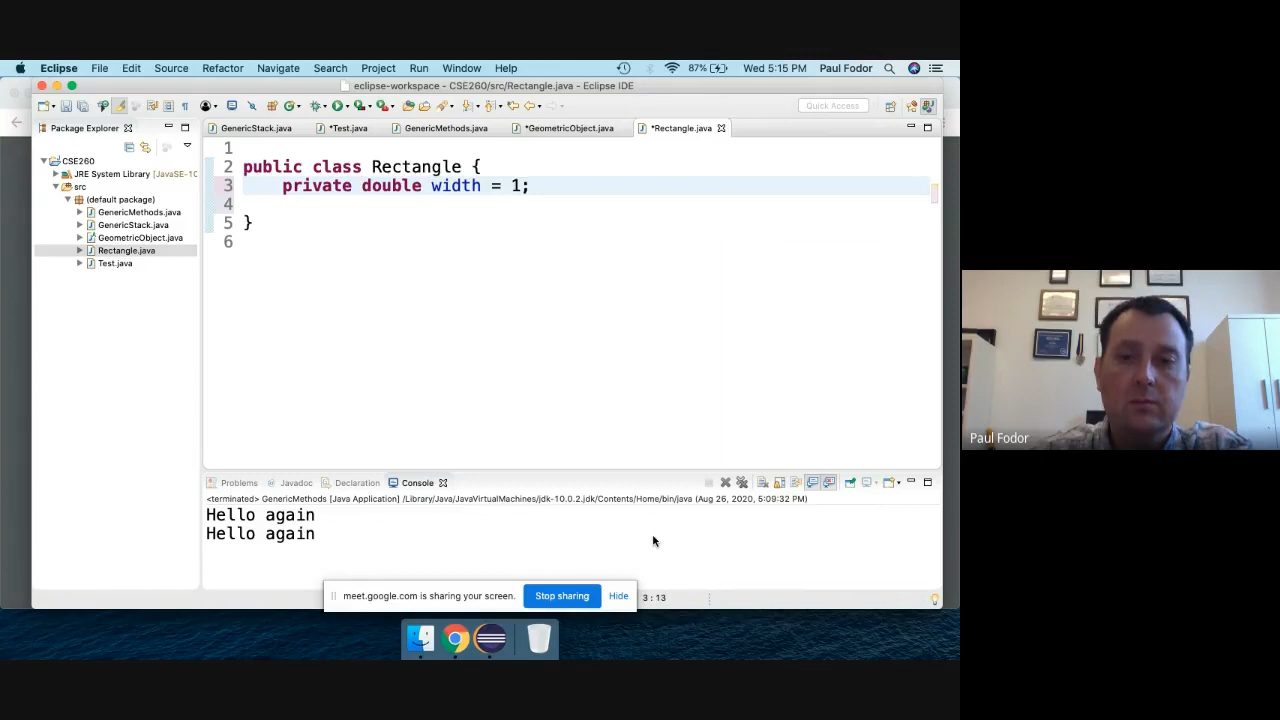 Eclipse File Edit Source Refactor Navigate Search Project Run Window Help 87% Wed 5:15 PM Paul Fodor
eclipse-workspace - CSE260/src/Rectangle.java - Eclipse IDE
Quick Access
Package Explorer
GenericStack.java *Test.java GenericMethods.java *GeometricObject.java *Rectangle.java
CSE260
JRE System Library [JavaSE-10
src
(default package)
GenericMethods.java
GenericStack.java
GeometricObject.java
Rectangle.java
Test.java
1
2 public class Rectangle {
3 private double width = 1;
4
5 }
6
Paul Fodor
Problems Javadoc Declaration Console
<terminated> GenericMethods [Java Application] /Library/Java/JavaVirtualMachines/jdk-10.0.2.jdk/Contents/Home/bin/java (Aug 26, 2020, 5:09:32 PM)
Hello again
Hello again
meet.google.com is sharing your screen. Stop sharing Hide
3 : 13